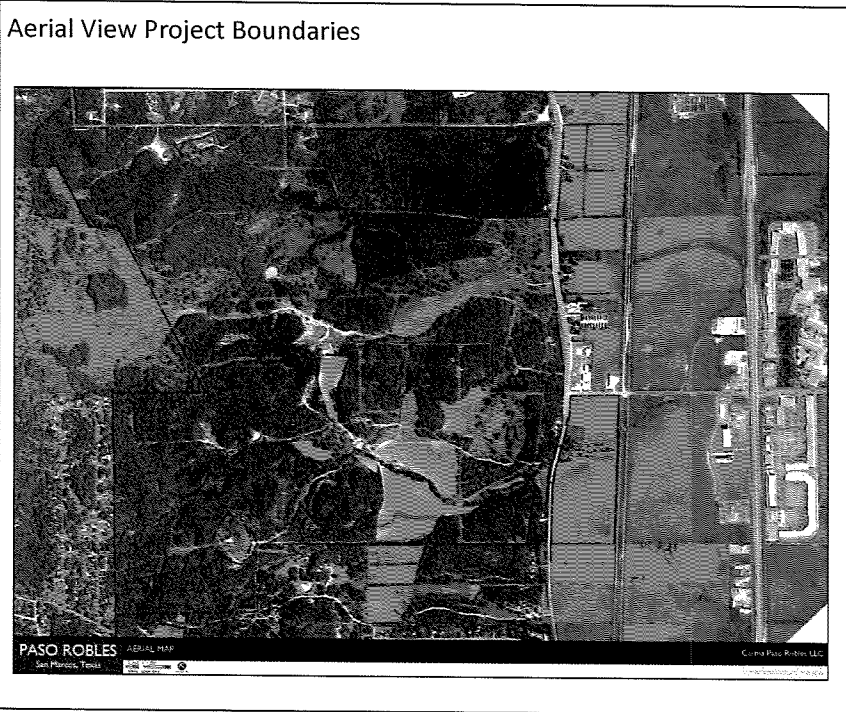 Aerial View Project Boundaries
PASO ROBLES AERIAL MAP
San Marcos, Texas
Carma Paso Robles LLC